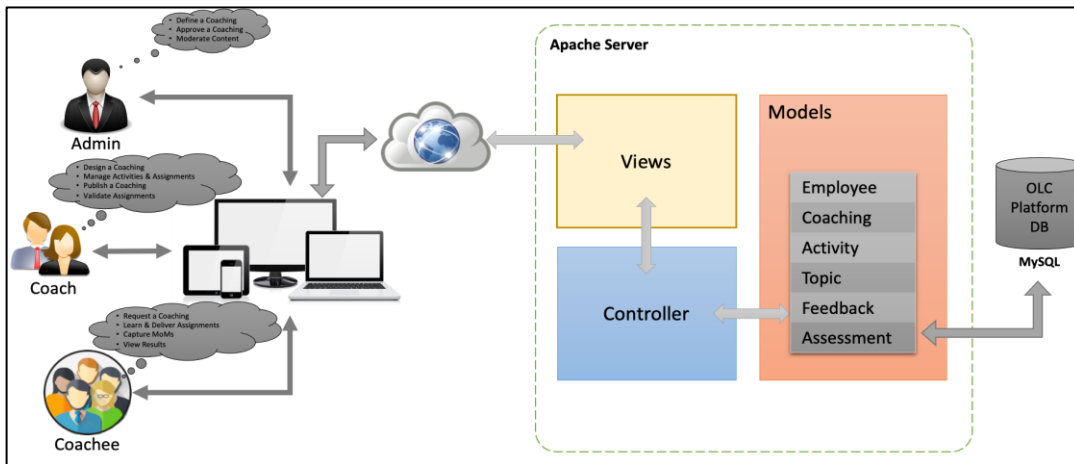 • Define a Coaching
• Approve a Coaching
• Moderate Content
Admin
• Design a Coaching
• Manage Activities & Assignments
• Publish a Coaching
• Validate Assignments
Coach
• Request a Coaching
• Learn & Deliver Assignments
• Capture MoMs
• View Results
Coachee
Apache Server
Views
Controller
Models
Employee
Coaching
Activity
Topic
Feedback
Assessment
OLC
Platform
DB
MySQL